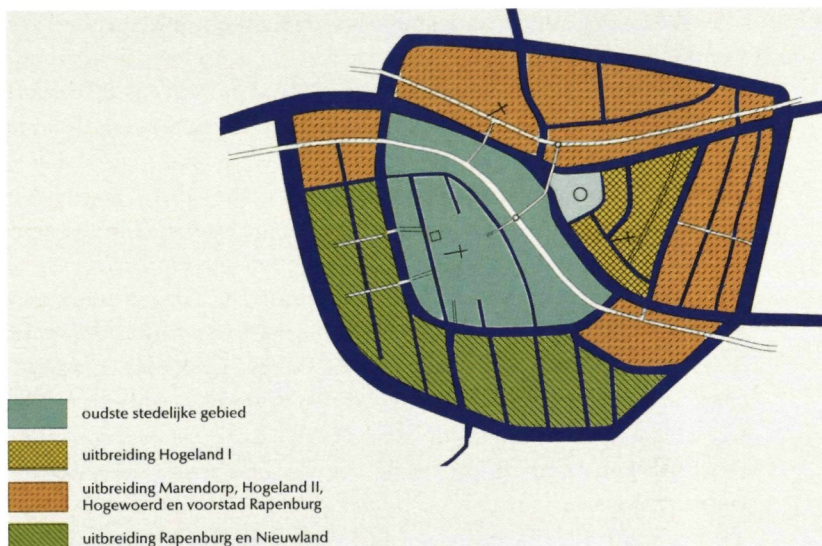 oudste stedelijke gebied
uitbreiding Hogeland I
uitbreiding Marendorp, Hogeland II,
Hogewoerd en voorstad Rapenburg
uitbreiding Rapenburg en Nieuwland